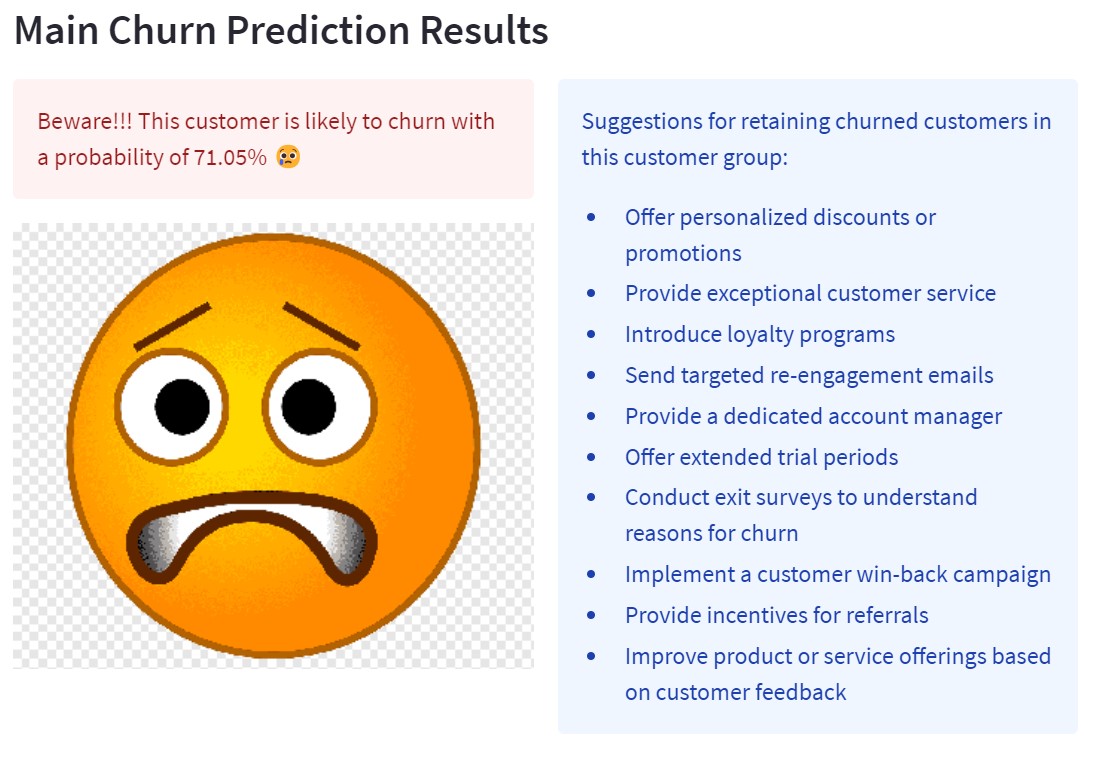 Main Churn Prediction Results
Beware!!! This customer is likely to churn with
a probability of 71.05% 😢
Suggestions for retaining churned customers in
this customer group:
• Offer personalized discounts or
promotions
• Provide exceptional customer service
• Introduce loyalty programs
• Send targeted re-engagement emails
• Provide a dedicated account manager
• Offer extended trial periods
• Conduct exit surveys to understand
reasons for churn
• Implement a customer win-back campaign
• Provide incentives for referrals
• Improve product or service offerings based
on customer feedback